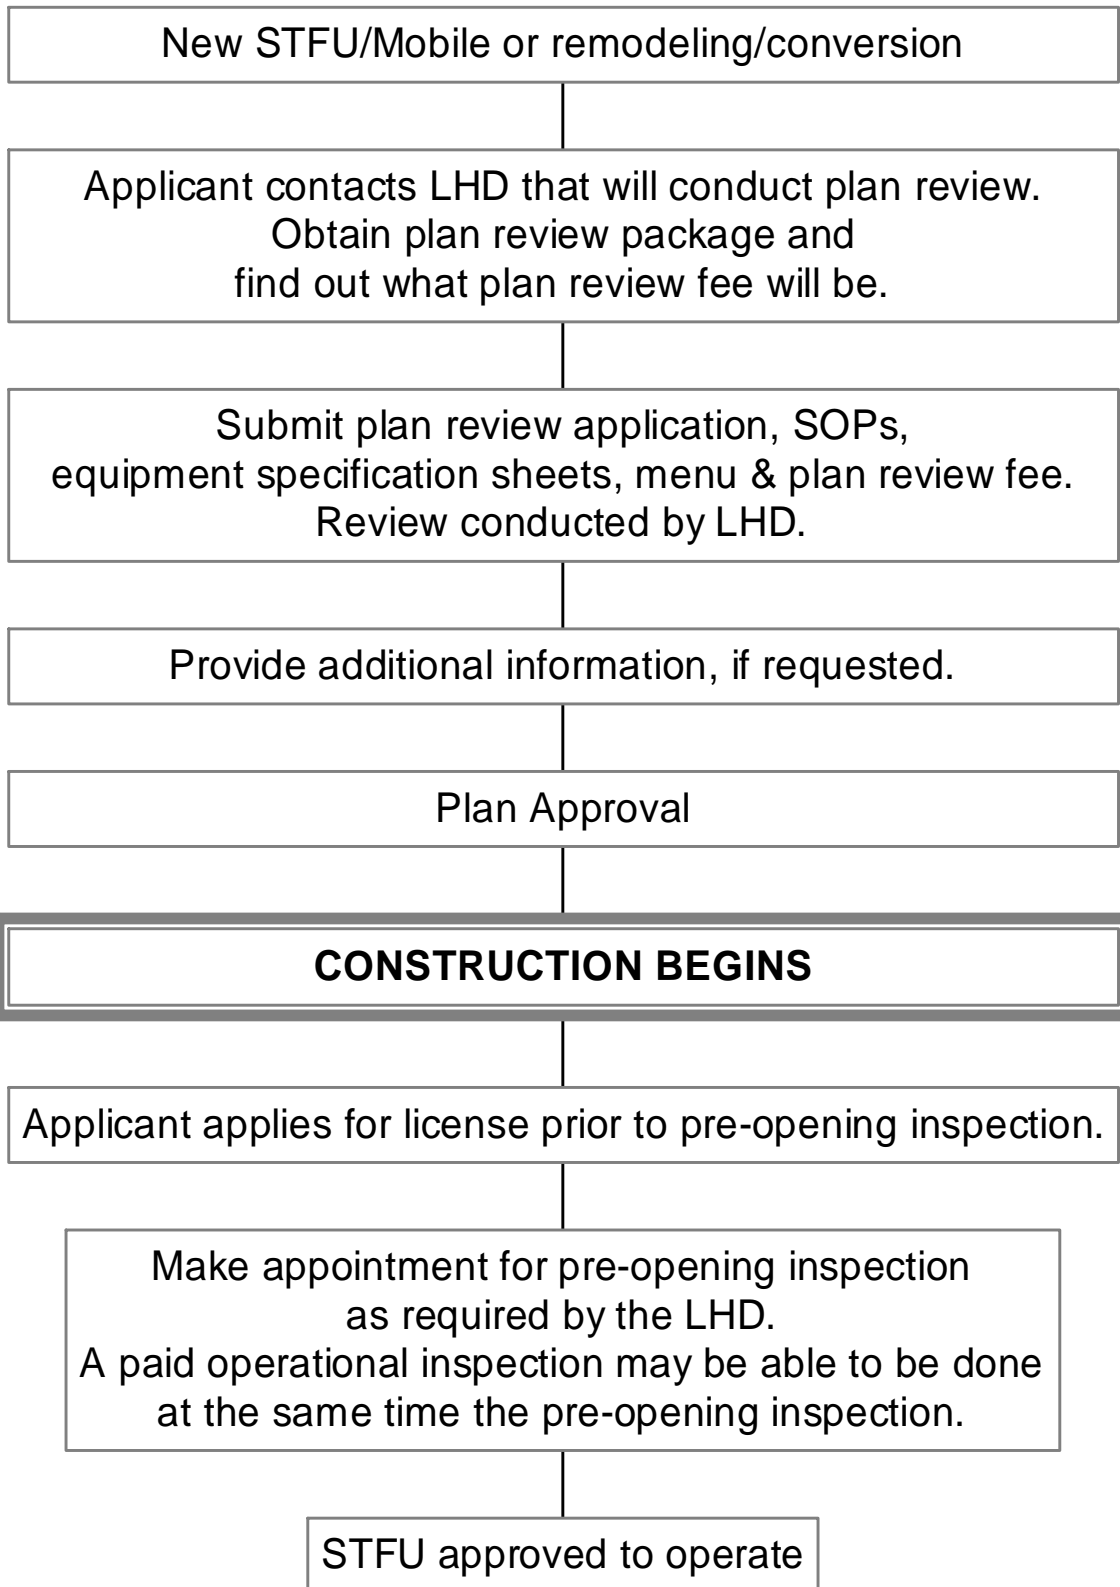 New STFU/Mobile or remodeling/conversion
Applicant contacts LHD that will conduct plan review.
Obtain plan review package and
find out what plan review fee will be.
Submit plan review application, SOPs,
equipment specification sheets, menu & plan review fee.
Review conducted by LHD.
Provide additional information, if requested.
Plan Approval
CONSTRUCTION BEGINS
Applicant applies for license prior to pre-opening inspection.
Make appointment for pre-opening inspection
as required by the LHD.
A paid operational inspection may be able to be done
at the same time the pre-opening inspection.
STFU approved to operate